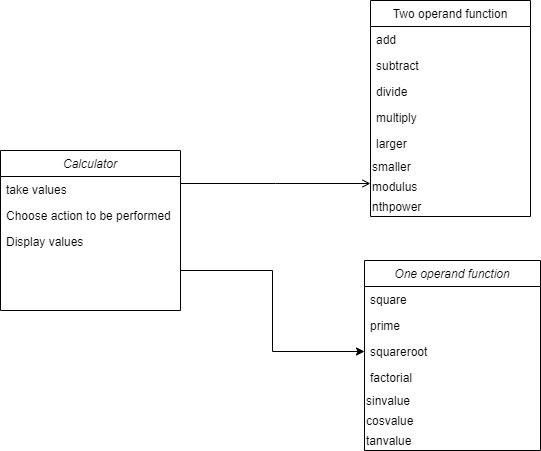 Two operand function
add
subtract
divide
multiply
larger
smaller
modulus
nthpower
Calculator
take values
Choose action to be performed
Display values
One operand function
square
prime
squareroot
factorial
sinvalue
cosvalue
tanvalue